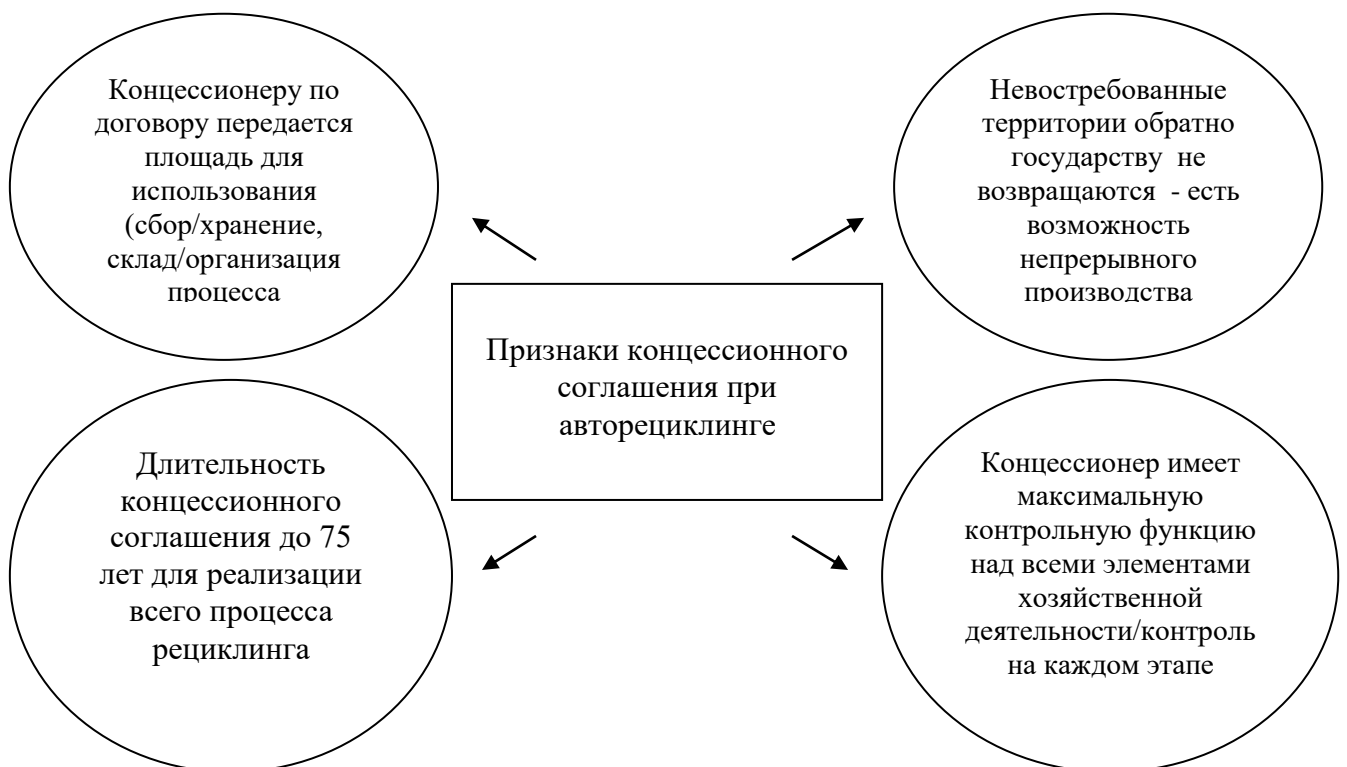 Концессионеру по
договору передается
площадь для
использования
(сбор/хранение,
склад/организация
процесса
Невостребованные
территории обратно
государству  не
возвращаются  - есть
возможность
непрерывного
производства
Признаки концессионного
соглашения при
авторециклинге
Длительность
концессионного
соглашения до 75
лет для реализации
всего процесса
рециклинга
Концессионер имеет
максимальную
контрольную функцию
над всеми элементами
хозяйственной
деятельности/контроль
на каждом этапе